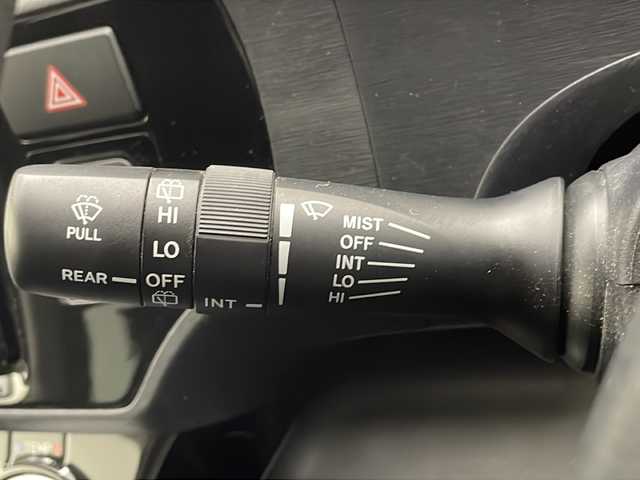 PULL
REAR
HI
LO
OFF
INT
MIST
OFF
INT
LO
HI